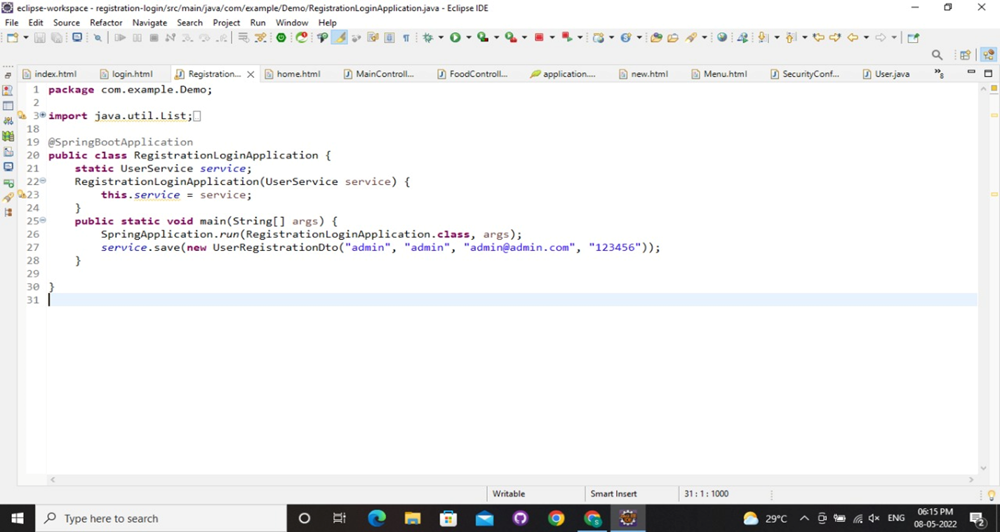 eclipse-workspace - registration-login/src/main/java/com/example/Demo/RegistrationLoginApplication.java - Eclipse IDE
File Edit Source Refactor Navigate Search Project Run Window Help
index.html login.html Registration... home.html MainControll... FoodControll... application.... new.html Menu.html SecurityConf... User.java »8
1 package com.example.Demo;
2
3 import java.util.List;
18
19 @SpringBootApplication
20 public class RegistrationLoginApplication {
21 static UserService service;
22 RegistrationLoginApplication(UserService service) {
23 this.service = service;
24 }
25 public static void main(String[] args) {
26 SpringApplication.run(RegistrationLoginApplication.class, args);
27 service.save(new UserRegistrationDto("admin", "admin", "admin@admin.com", "123456"));
28 }
29
30 }
31
Writable Smart Insert 31 : 1 : 1000
Type here to search 29°C ENG 06:15 PM
08-05-2022 2